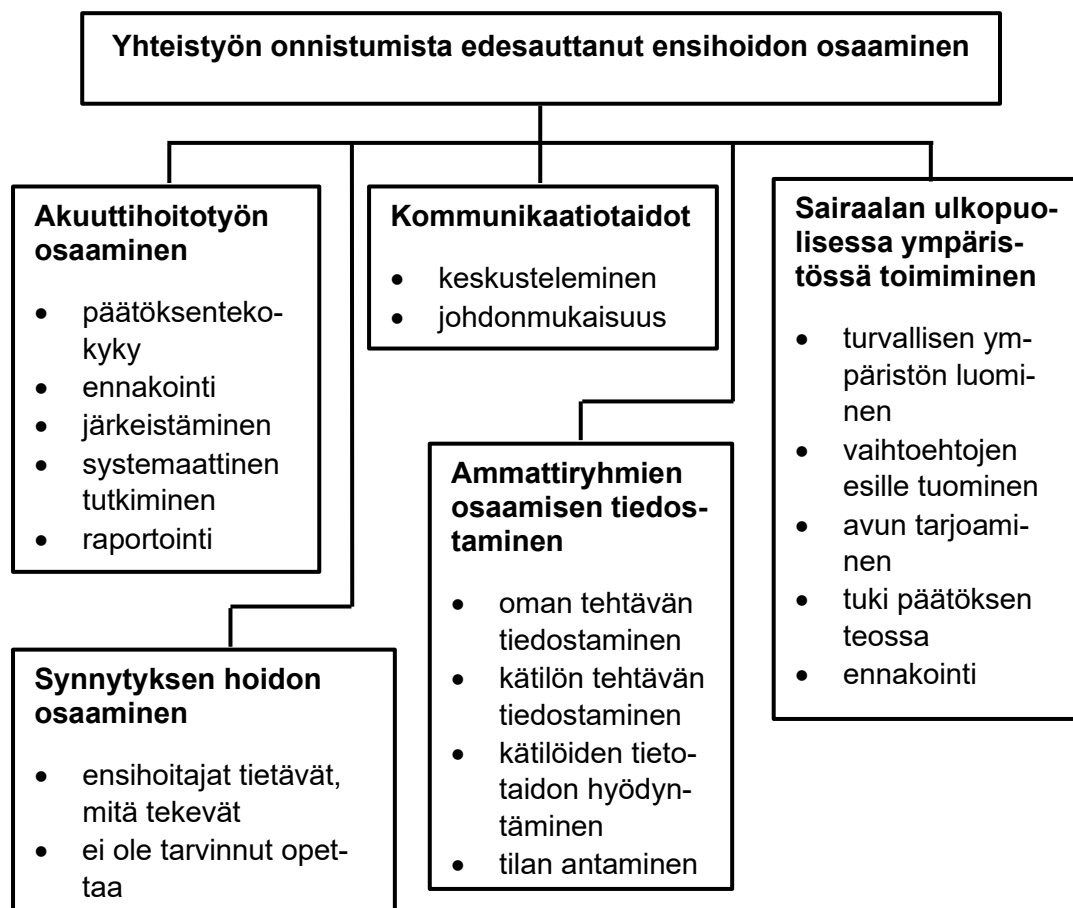 Yhteistyön onnistumista edesauttanut ensihoidon osaaminen
Akuuttihoitotyön
osaaminen
• päätöksenteko-
kyky
• ennakointi
• järkeistäminen
• systemaattinen
tutkiminen
• raportointi
Kommunikaatiotaidot
• keskusteleminen
• johdonmukaisuus
Sairaalan ulkopuo-
lisessa ympäris-
tössä toimiminen
• turvallisen ym-
päristön luomi-
nen
• vaihtoehtojen
esille tuominen
• avun tarjoami-
nen
• tuki päätöksen
teossa
• ennakointi
Synnytyksen hoidon
osaaminen
• ensihoitajat tietävät,
mitä tekevät
• ei ole tarvinnut opet-
taa
Ammattiryhmien
osaamisen tiedos-
taminen
• oman tehtävän
tiedostaminen
• kätilön tehtävän
tiedostaminen
• kätilöiden tieto-
taidon hyödyn-
täminen
• tilan antaminen